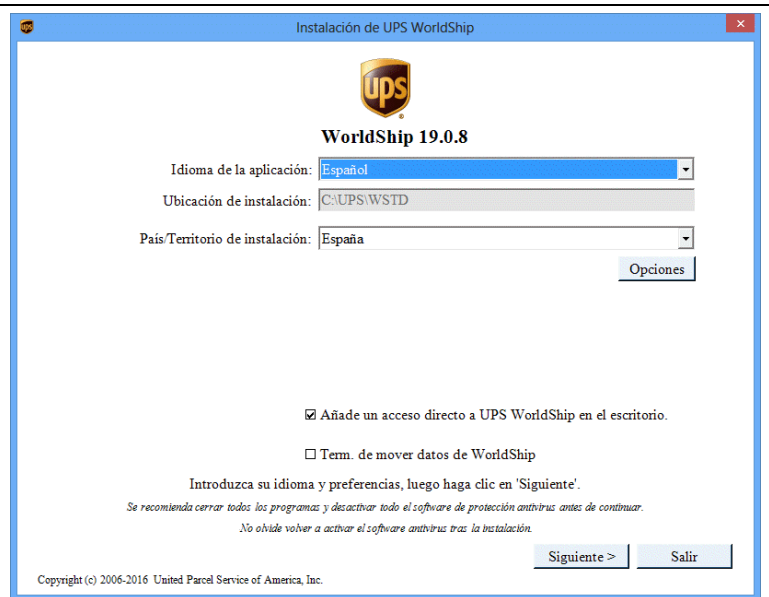 Instalación de UPS WorldShip
ups
WorldShip 19.0.8
Idioma de la aplicación: Español
Ubicación de instalación: C:\UPS\WSTD
País/Territorio de instalación: España
Opciones
Añade un acceso directo a UPS WorldShip en el escritorio.
Term. de mover datos de WorldShip
Introduzca su idioma y preferencias, luego haga clic en 'Siguiente'.
Se recomienda cerrar todos los programas y desactivar todo el software de protección antivirus antes de continuar.
No olvide volver a activar el software antivirus tras la instalación.
Siguiente > Salir
Copyright (c) 2006-2016 United Parcel Service of America, Inc.